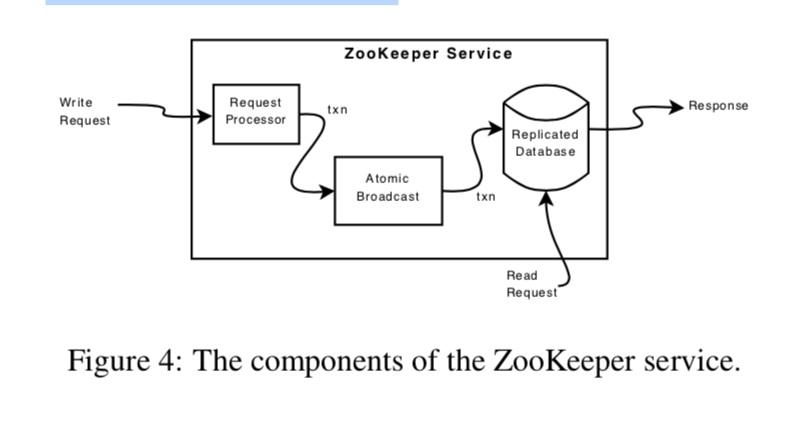 ZooKeeper Service
Write
Request
Request
Processor
txn
Atomic
Broadcast
txn
Replicated
Database
Response
Read
Request
Figure 4: The components of the ZooKeeper service.